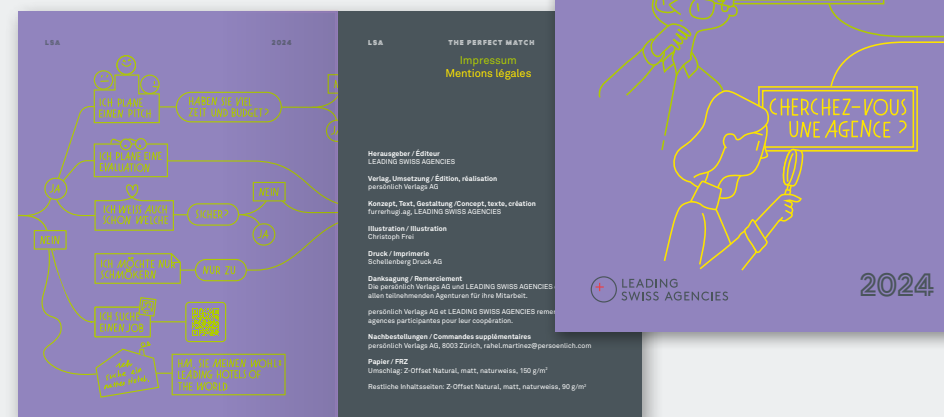 LSA
2024
ICH PLANE
EINEN PITCH
HABEN SIE VIEL
ZEIT UND BUDGET?
ICH PLANE EINE
EVALUATION
JA
ICH WEISS AUCH
SCHON WELCHE
SICHER?
NEIN
JA
NEIN
ICH MÖCHTE NUR
SCHMÖKERN
NUR ZU
ICH SUCHE
EINEN JOB
ich
suche ein
nettes Hotel
HM, SIE MEINEN WOHL
LEADING HOTELS OF
THE WORLD
LSA
THE PERFECT MATCH
Impressum
Mentions légales
Herausgeber / Éditeur
LEADING SWISS AGENCIES
Verlag, Umsetzung / Édition, réalisation
persönlich Verlags AG
Konzept, Text, Gestaltung /Concept, texte, création
furrerhugi.ag, LEADING SWISS AGENCIES
Illustration / Illustration
Christoph Frei
Druck / Imprimerie
Schellenberg Druck AG
Danksagung / Remerciement
Die persönlich Verlags AG und LEADING SWISS AGENCIES
allen teilnehmenden Agenturen für ihre Mitarbeit.
persönlich Verlags AG et LEADING SWISS AGENCIES
agences participantes pour leur coopération.
Nachbestellungen / Commandes supplémentaires
persönlich Verlags AG, 8003 Zürich, rahel.martinez@persoenlich.com
Papier / FRZ
Umschlag: Z-Offset Natural, matt, naturweiss, 150 g/m²
Restliche Inhaltsseiten: Z-Offset Natural, matt, naturweiss, 90 g/m²
CHERCHEZ-VOUS
UNE AGENCE ?
LEADING
SWISS AGENCIES
2024